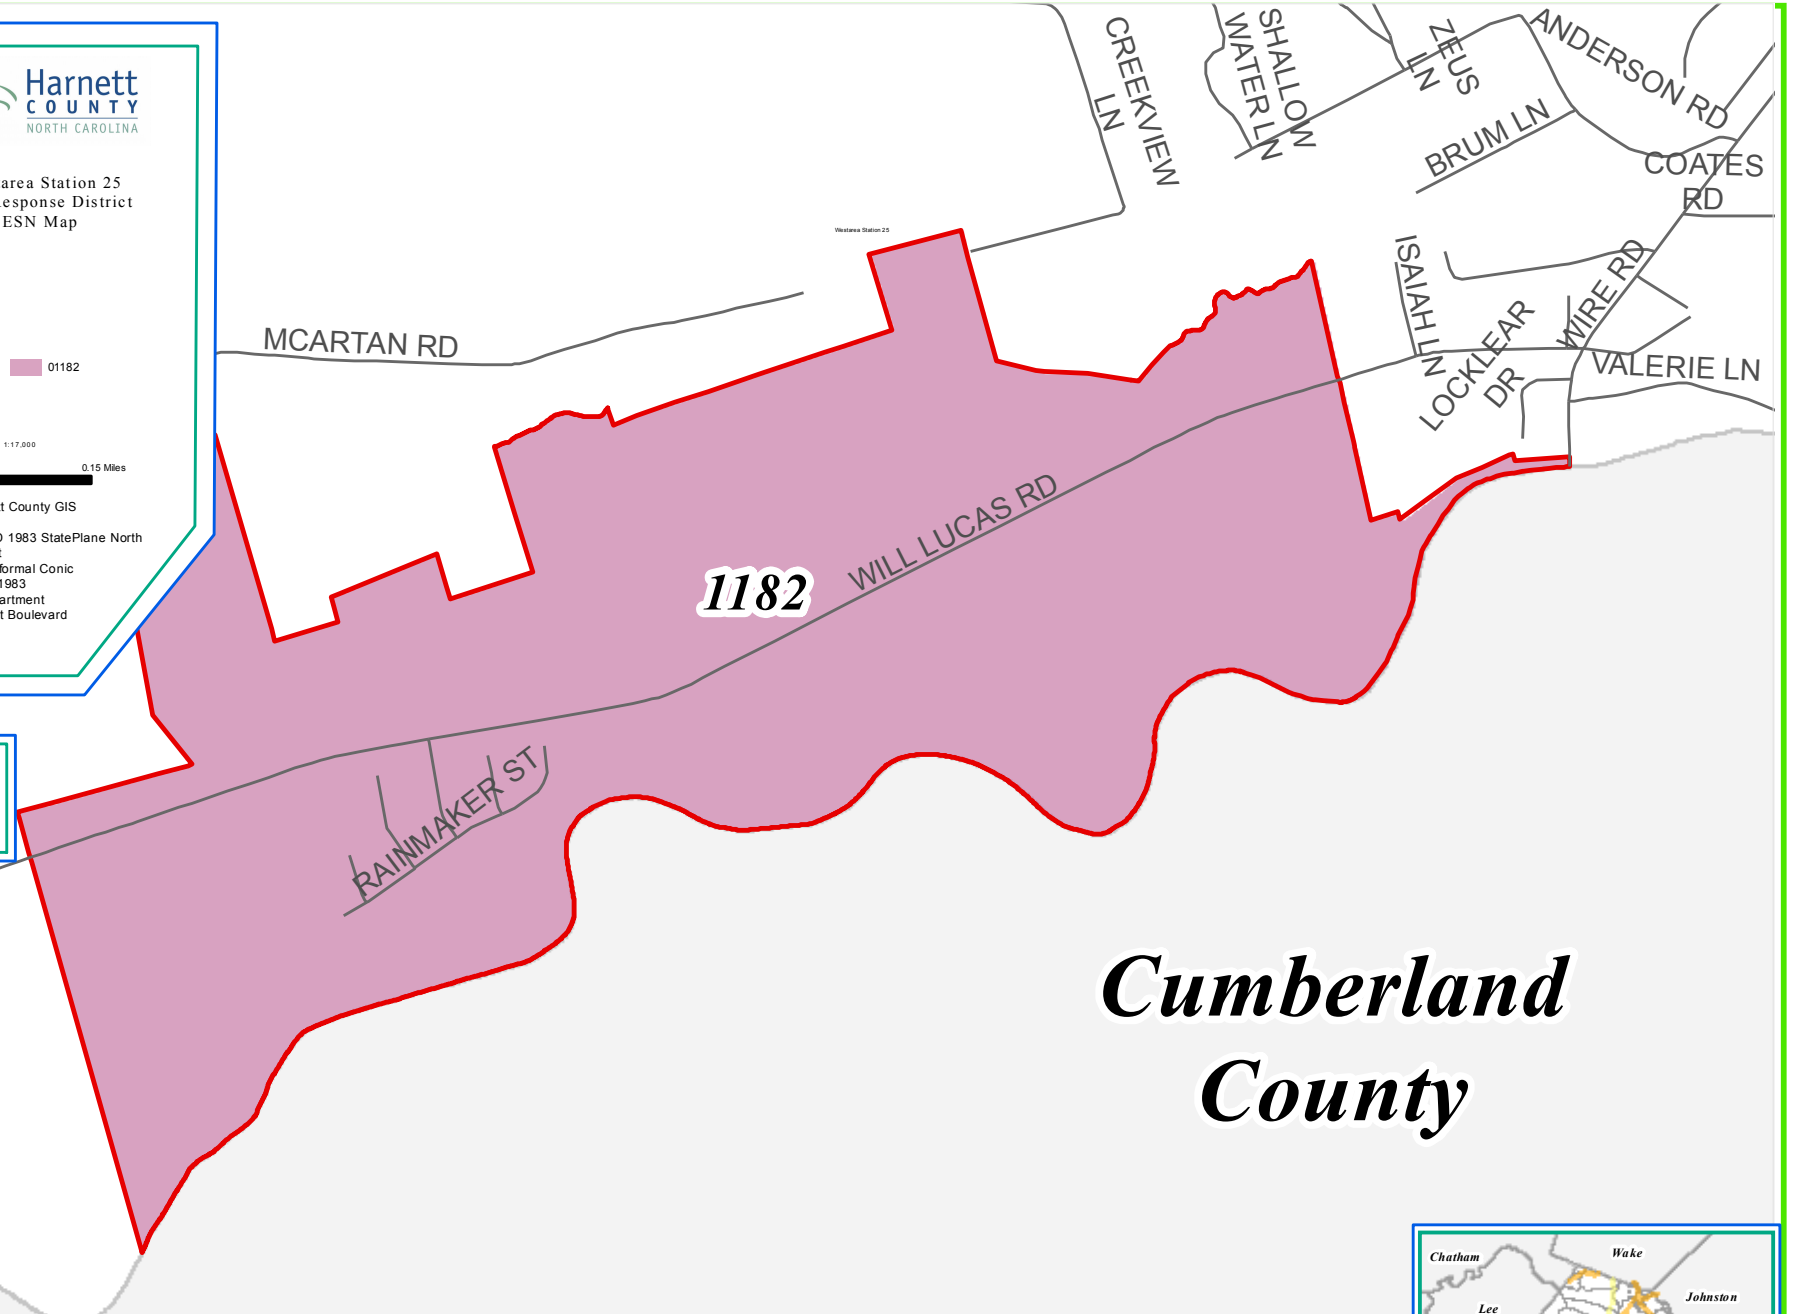 Harnett
COUNTY
NORTH CAROLINA
area Station 25
Response District
ESN Map
01182
1:17,000
0.15 Miles
County GIS
1983 StatePlane North
formal Conic
1983
artment
t Boulevard
MCARTAN RD
Westarea Station 25
CREEKVIEW
LN
SHALLOW
WATER LN
ZEUS
LN
ANDERSON RD
BRUM LN
COATES
RD
ISAIAH LN
LOCKLEAR
DR
WIRE RD
VALERIE LN
WILL LUCAS RD
1182
RAINMAKER ST
Cumberland
County
Chatham
Wake
Lee
Johnston